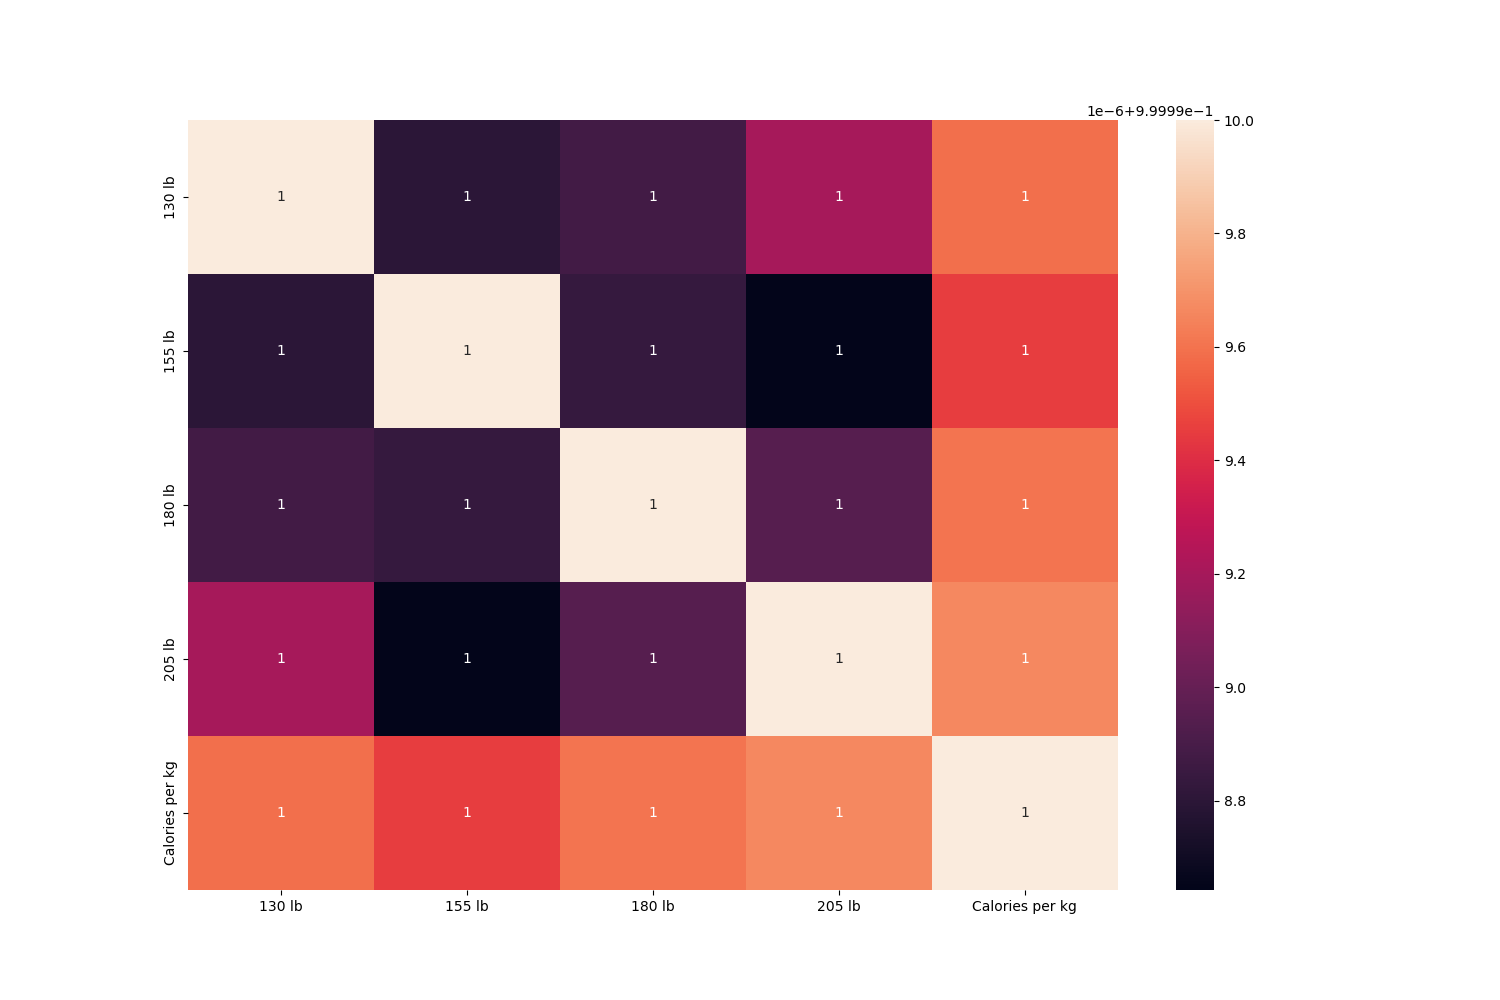 1e−6+9.9999e−1
130 lb 1 1 1 1 1
155 lb 1 1 1 1 1
180 lb 1 1 1 1 1
205 lb 1 1 1 1 1
Calories per kg 1 1 1 1 1
130 lb 155 lb 180 lb 205 lb Calories per kg
10.0
9.8
9.6
9.4
9.2
9.0
8.8